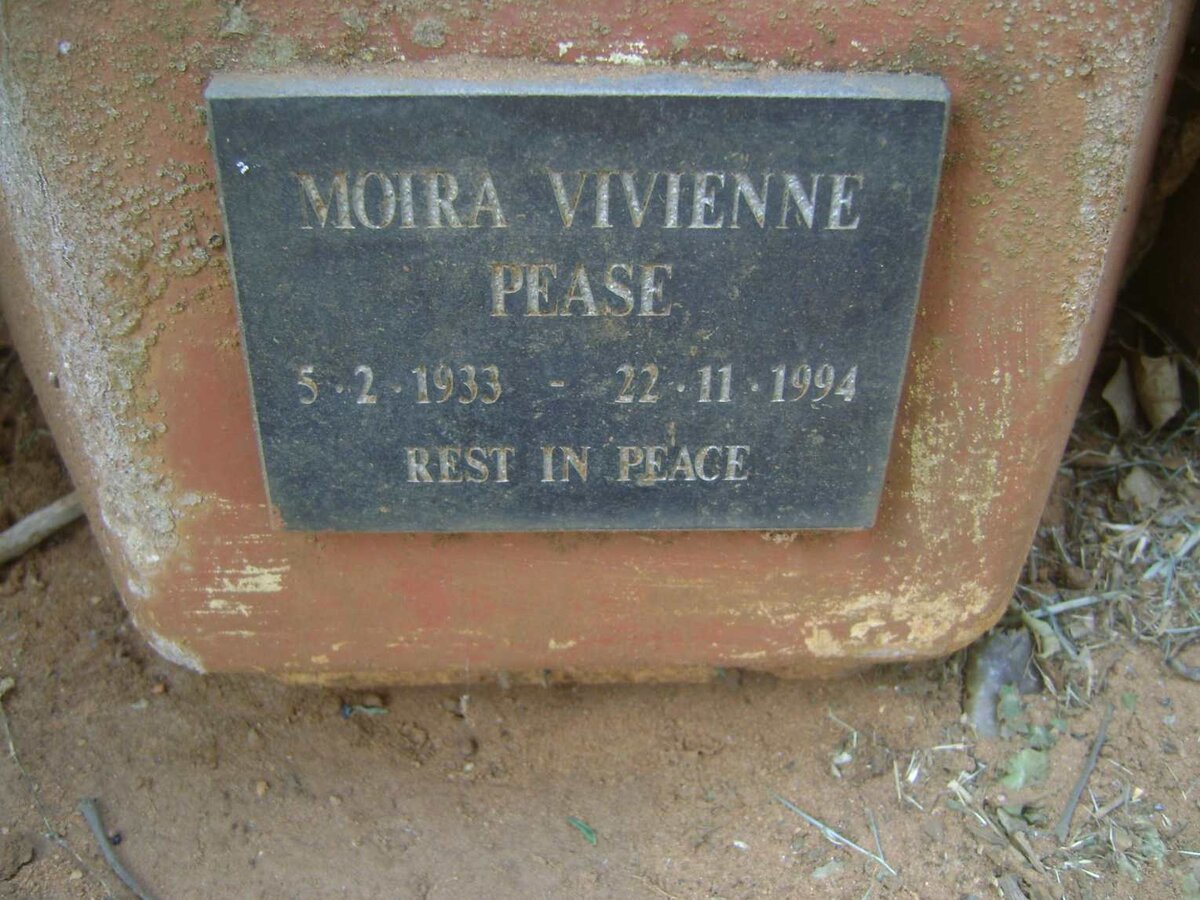 MOIRA VIVIENNE
PEASE
5·2·1933 - 22·11·1994
REST IN PEACE